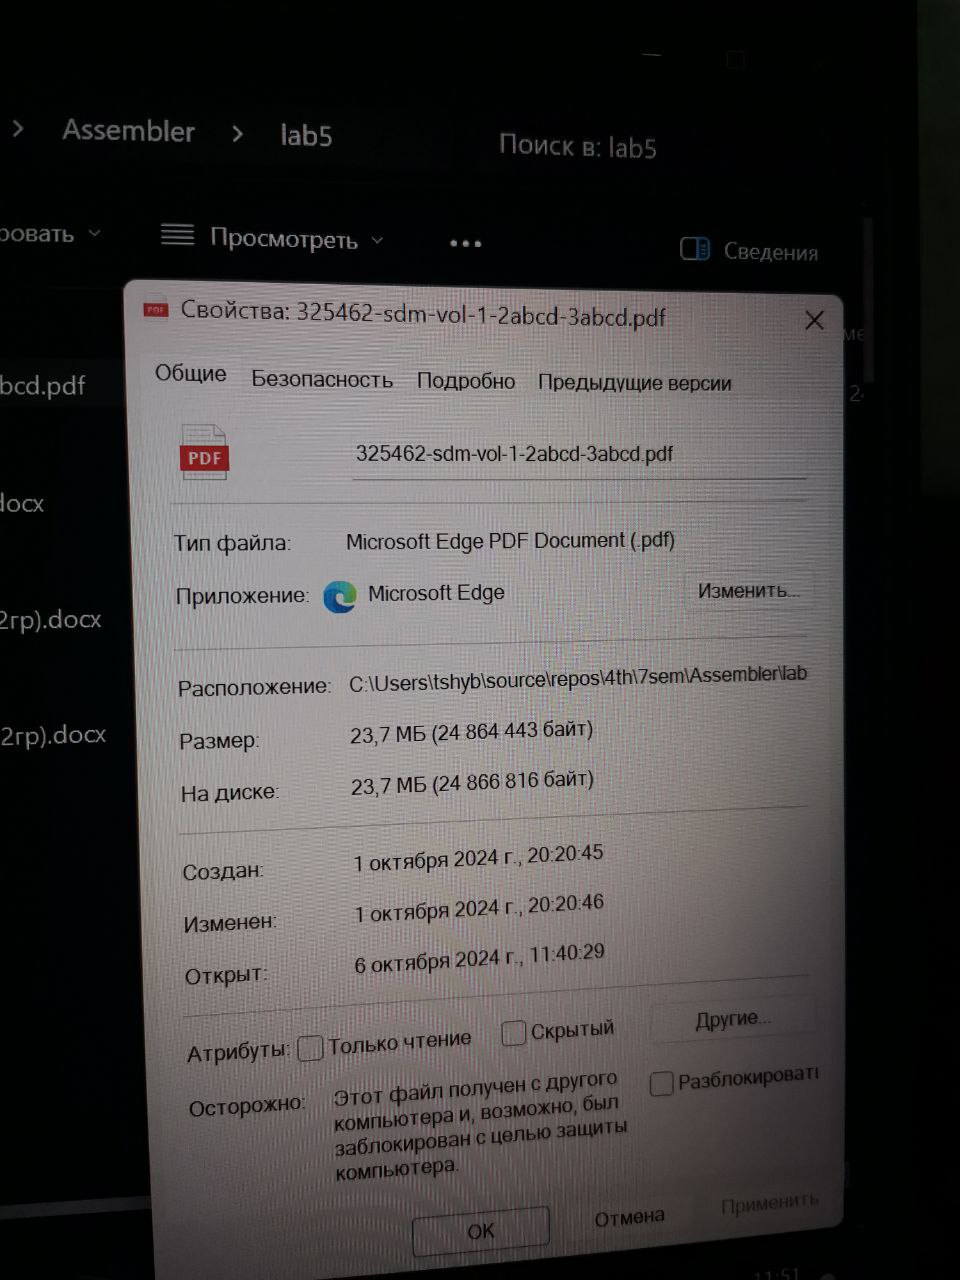 > Assembler > lab5
Поиск в: lab5
Просмотреть
...
Сведения
PDF
Свойства: 325462-sdm-vol-1-2abcd-3abcd.pdf
bcd.pdf
Общие Безопасность Подробно Предыдущие версии
PDF
325462-sdm-vol-1-2abcd-3abcd.pdf
Тип файла: Microsoft Edge PDF Document (.pdf)
Приложение: Microsoft Edge
Изменить...
2гр).docx
Расположение: C:\Users\tshyb\source\repos\4th\7sem\Assembler\lab
Размер: 23,7 МБ (24 864 443 байт)
2гр).docx
На диске: 23,7 МБ (24 866 816 байт)
Создан: 1 октября 2024 г., 20:20:45
Изменен: 1 октября 2024 г., 20:20:46
Открыт: 6 октября 2024 г., 11:40:29
Атрибуты: Только чтение Скрытый Другие...
Осторожно: Этот файл получен с другого
компьютера и, возможно, был
заблокирован с целью защиты
компьютера.
Разблокировать
OK Отмена Применить
11:51